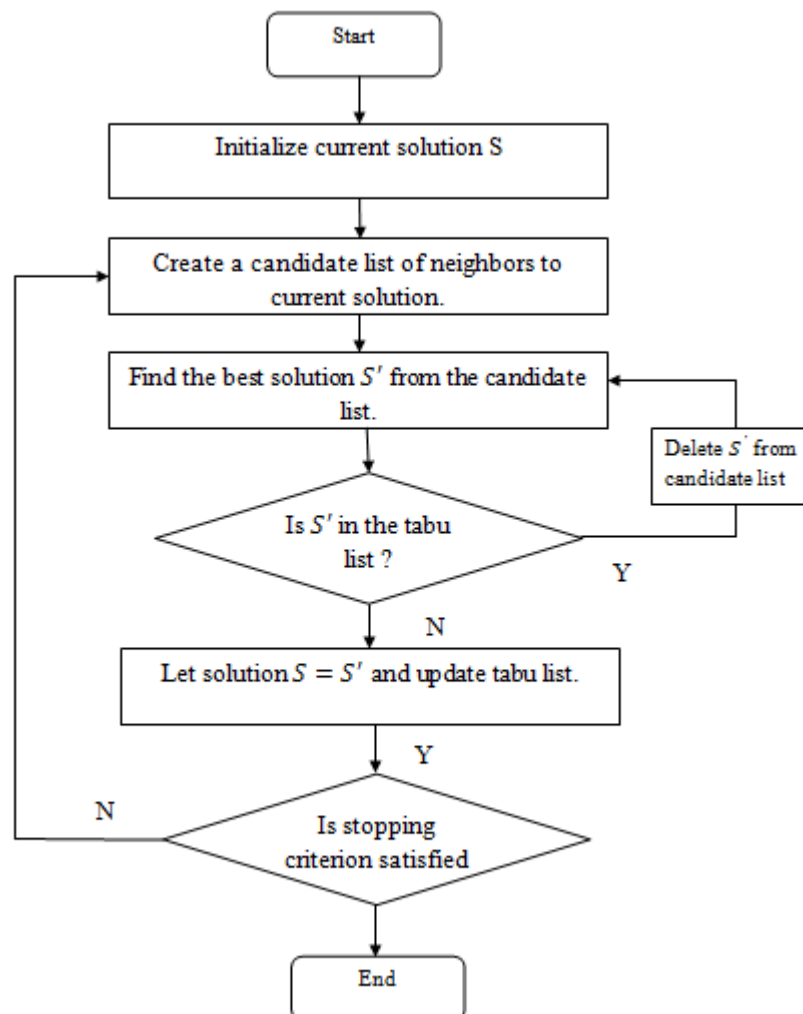 Start
Initialize current solution S
Create a candidate list of neighbors to
current solution.
Find the best solution S′ from the candidate
list.
Delete S′ from
candidate list
Is S′ in the tabu
list ?
Y
N
Let solution S = S′ and update tabu list.
Y
N
Is stopping
criterion satisfied
End